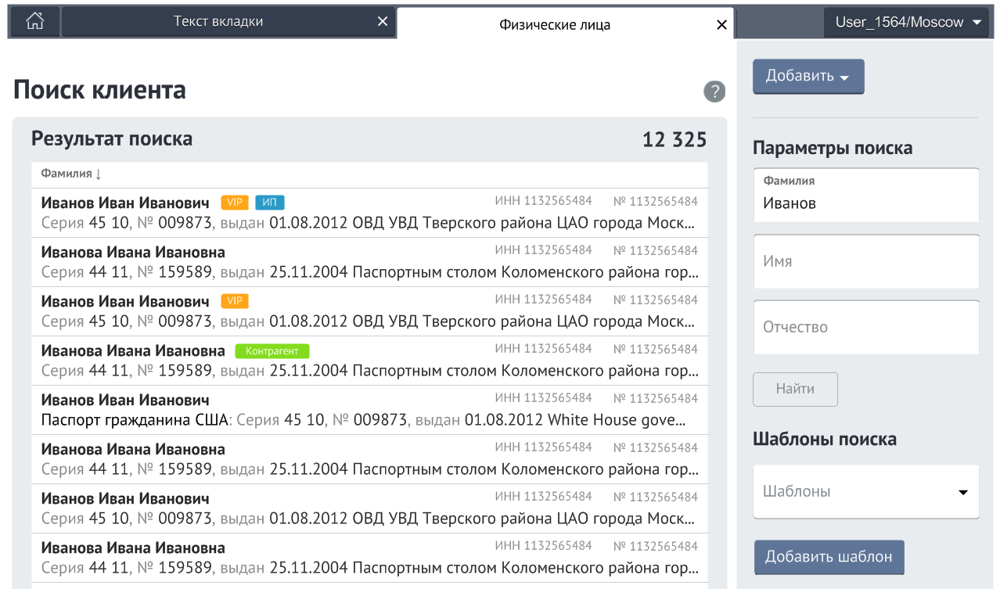 Текст вкладки
Физические лица
User_1564/Moscow
Поиск клиента
?
Результат поиска 12 325
Фамилия ↓
Иванов Иван Иванович VIP ИП ИНН 1132565484 № 1132565484
Серия 45 10, № 009873, выдан 01.08.2012 ОВД УВД Тверского района ЦАО города Моск...
Иванова Ивана Ивановна ИНН 1132565484 № 1132565484
Серия 44 11, № 159589, выдан 25.11.2004 Паспортным столом Коломенского района гор...
Иванов Иван Иванович VIP ИНН 1132565484 № 1132565484
Серия 45 10, № 009873, выдан 01.08.2012 ОВД УВД Тверского района ЦАО города Моск...
Иванова Ивана Ивановна Контрагент ИНН 1132565484 № 1132565484
Серия 44 11, № 159589, выдан 25.11.2004 Паспортным столом Коломенского района гор...
Иванов Иван Иванович ИНН 1132565484 № 1132565484
Паспорт гражданина США: Серия 45 10, № 009873, выдан 01.08.2012 White House gove...
Иванова Ивана Ивановна ИНН 1132565484 № 1132565484
Серия 44 11, № 159589, выдан 25.11.2004 Паспортным столом Коломенского района гор...
Иванов Иван Иванович ИНН 1132565484 № 1132565484
Серия 45 10, № 009873, выдан 01.08.2012 ОВД УВД Тверского района ЦАО города Моск...
Иванова Ивана Ивановна ИНН 1132565484 № 1132565484
Серия 44 11, № 159589, выдан 25.11.2004 Паспортным столом Коломенского района гор...
Добавить
Параметры поиска
Фамилия
Иванов
Имя
Отчество
Найти
Шаблоны поиска
Шаблоны
Добавить шаблон